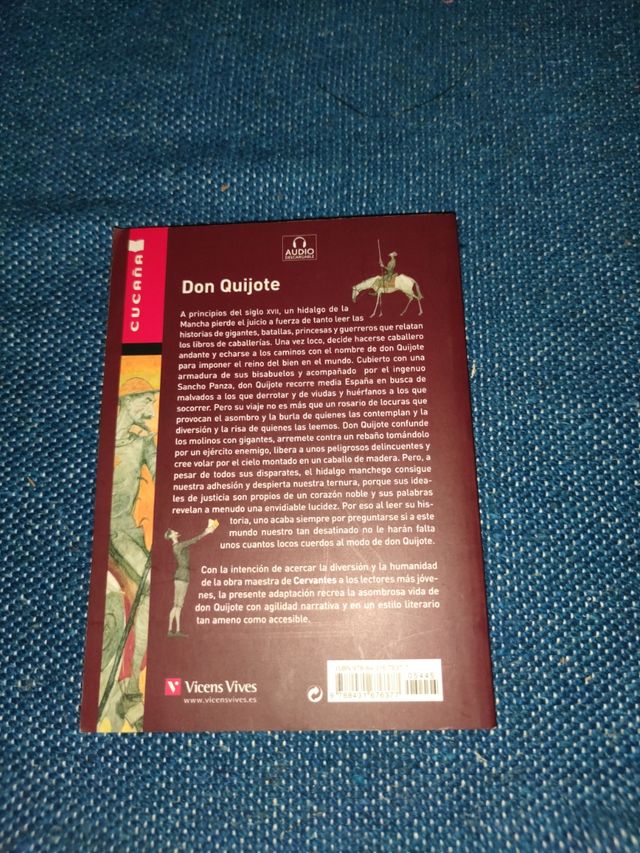 CUCAÑA
AUDIO
DESCARGABLE
Don Quijote
A principios del siglo XVII, un hidalgo de la
Mancha pierde el juicio a fuerza de tanto leer las
historias de gigantes, batallas, princesas y guerreros que relatan
los libros de caballerías. Una vez loco, decide hacerse caballero
andante y echarse a los caminos con el nombre de don Quijote
para imponer el reino del bien en el mundo. Cubierto con una
armadura de sus bisabuelos y acompañado por el ingenuo
Sancho Panza, don Quijote recorre media España en busca de
malvados a los que derrotar y de viudas y huérfanos a los que
socorrer. Pero su viaje no es más que un rosario de locuras que
provocan el asombro y la burla de quienes las contemplan y la
diversión y la risa de quienes las leemos. Don Quijote confunde
los molinos con gigantes, arremete contra un rebaño tomándolo
por un ejército enemigo, libera a unos peligrosos delincuentes y
cree volar por el cielo montado en un caballo de madera. Pero, a
pesar de todos sus disparates, el hidalgo manchego consigue
nuestra adhesión y despierta nuestra ternura, porque sus idea-
les de justicia son propios de un corazón noble y sus palabras
revelan a menudo una envidiable lucidez. Por eso al leer su his-
toria, uno acaba siempre por preguntarse si a este
mundo nuestro tan desatinado no le harán falta
unos cuantos locos cuerdos al modo de don Quijote.
Con la intención de acercar la diversión y la humanidad
de la obra maestra de Cervantes a los lectores más jóve-
nes, la presente adaptación recrea la asombrosa vida de
don Quijote con agilidad narrativa y en un estilo literario
tan ameno como accesible.
Vicens Vives
www.vicensvives.es
05445
9 788431 676377